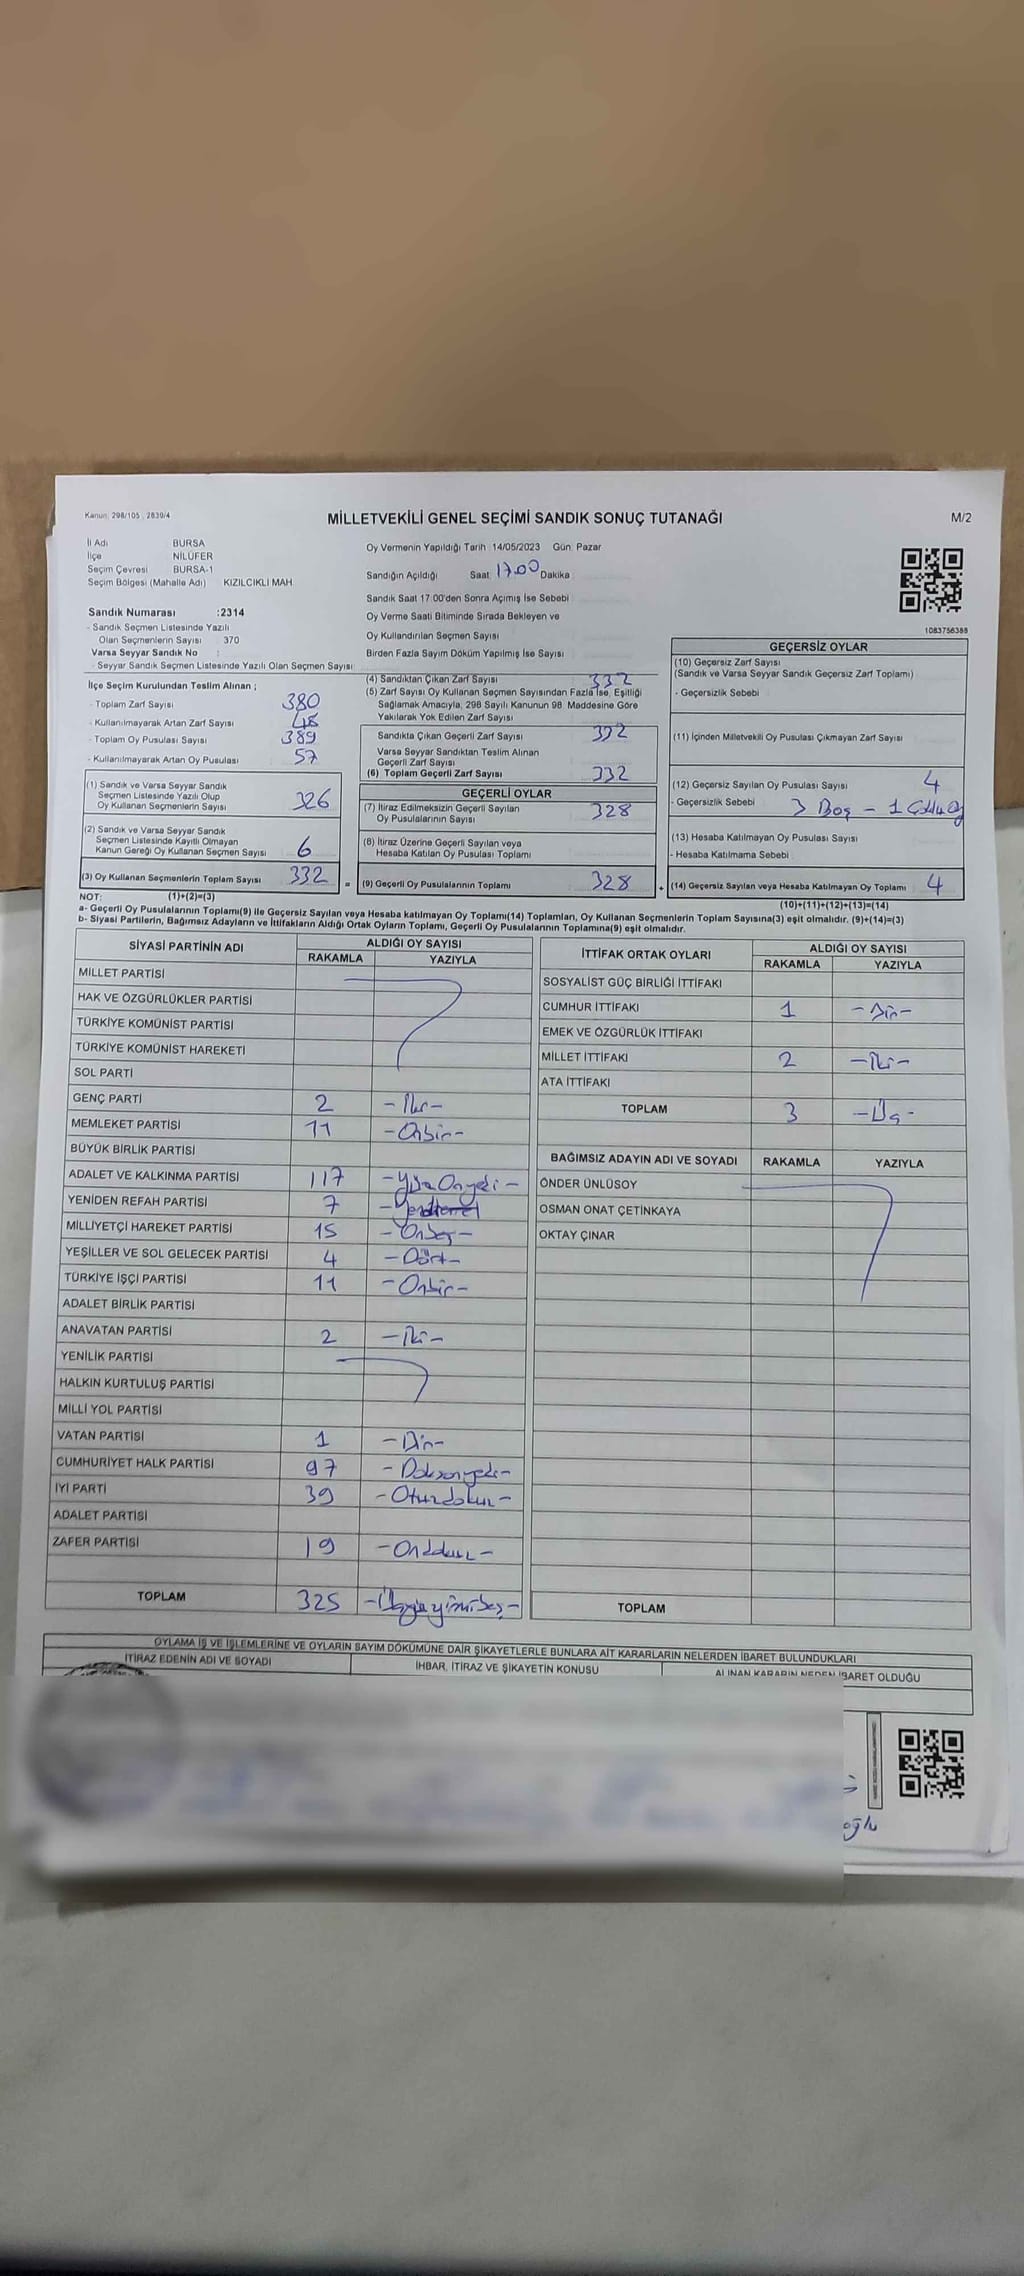 Kanun: 298/105 , 2839/4
MİLLETVEKİLİ GENEL SEÇİMİ SANDIK SONUÇ TUTANAĞI
M/2
İl Adı BURSA
İlçe NİLÜFER
Seçim Çevresi BURSA-1
Seçim Bölgesi (Mahalle Adı) KIZILCIKLI MAH.
Sandık Numarası :2314
- Sandık Seçmen Listesinde Yazılı
Olan Seçmenlerin Sayısı 370
Varsa Seyyar Sandık No :
- Seyyar Sandık Seçmen Listesinde Yazılı Olan Seçmen Sayısı
Oy Vermenin Yapıldığı Tarih :14/05/2023 Gün: Pazar
Sandığın Açıldığı Saat 17.00 Dakika
Sandık Saat 17:00'den Sonra Açımış İse Sebebi
Oy Verme Saati Bitiminde Sırada Bekleyen ve
Oy Kullandırılan Seçmen Sayısı
Birden Fazla Sayım Döküm Yapılmış İse Sayısı
1083756388
İlçe Seçim Kurulundan Teslim Alınan ;
- Toplam Zarf Sayısı 380
- Kullanılmayarak Artan Zarf Sayısı 48
- Toplam Oy Pusulası Sayısı 389
- Kullanılmayarak Artan Oy Pusulası 57
(1) Sandık ve Varsa Seyyar Sandık
Seçmen Listesinde Yazılı Olup
Oy Kullanan Seçmenlerin Sayısı 326
(2) Sandık ve Varsa Seyyar Sandık
Seçmen Listesinde Kayıtlı Olmayan
Kanun Gereği Oy Kullanan Seçmen Sayısı 6
(3) Oy Kullanan Seçmenlerin Toplam Sayısı 332 =
(1)+(2)=(3)
(4) Sandıktan Çıkan Zarf Sayısı 332
(5) Zarf Sayısı Oy Kullanan Seçmen Sayısından Fazla İse, Eşitliği
Sağlamak Amacıyla, 298 Sayılı Kanunun 98. Maddesine Göre
Yakılarak Yok Edilen Zarf Sayısı
Sandıkta Çıkan Geçerli Zarf Sayısı 332
Varsa Seyyar Sandıktan Teslim Alınan
Geçerli Zarf Sayısı
(6) Toplam Geçerli Zarf Sayısı 332
GEÇERLİ OYLAR
(7) İtiraz Edilmeksizin Geçerli Sayılan
Oy Pusulalarının Sayısı 328
(8) İtiraz Üzerine Geçerli Sayılan veya
Hesaba Katılan Oy Pusulası Toplamı
(9) Geçerli Oy Pusulalarının Toplamı 328 +
GEÇERSİZ OYLAR
(10) Geçersiz Zarf Sayısı
(Sandık ve Varsa Seyyar Sandık Geçersiz Zarf Toplamı)
- Geçersizlik Sebebi
(11) İçinden Milletvekili Oy Pusulası Çıkmayan Zarf Sayısı
(12) Geçersiz Sayılan Oy Pusulası Sayısı 4
- Geçersizlik Sebebi 3 Boş - 1
(13) Hesaba Katılmayan Oy Pusulası Sayısı
- Hesaba Katılmama Sebebi
(14) Geçersiz Sayılan veya Hesaba Katılmayan Oy Toplamı 4
(10)+(11)+(12)+(13)=(14)
NOT:
a- Geçerli Oy Pusulalarının Toplamı(9) ile Geçersiz Sayılan veya Hesaba katılmayan Oy Toplamı(14) Toplamları, Oy Kullanan Seçmenlerin Toplam Sayısına(3) eşit olmalıdır. (9)+(14)=(3)
b- Siyasi Partilerin, Bağımsız Adayların ve İttifakların Aldığı Ortak Oyların Toplamı, Geçerli Oy Pusulalarının Toplamına(9) eşit olmalıdır.
SİYASİ PARTİNİN ADI ALDIĞI OY SAYISI
RAKAMLA YAZIYLA
MİLLET PARTİSİ
HAK VE ÖZGÜRLÜKLER PARTİSİ
TÜRKİYE KOMÜNİST PARTİSİ
TÜRKİYE KOMÜNİST HAREKETİ
SOL PARTİ
GENÇ PARTİ 2 -İki-
MEMLEKET PARTİSİ 11 -Onbir-
BÜYÜK BİRLİK PARTİSİ
ADALET VE KALKINMA PARTİSİ 117 -Yüz Onyedi-
YENİDEN REFAH PARTİSİ 7
MİLLİYETÇİ HAREKET PARTİSİ 15 -Onbeş-
YEŞİLLER VE SOL GELECEK PARTİSİ 4 -Dört-
TÜRKİYE İŞÇİ PARTİSİ 11 -Onbir-
ADALET BİRLİK PARTİSİ
ANAVATAN PARTİSİ 2 -İki-
YENİLİK PARTİSİ
HALKIN KURTULUŞ PARTİSİ
MİLLİ YOL PARTİSİ
VATAN PARTİSİ 1 -Bir-
CUMHURİYET HALK PARTİSİ 97 -Doksanyedi-
İYİ PARTİ 39 -Otuzdokuz-
ADALET PARTİSİ
ZAFER PARTİSİ 19 -Ondokuz-
TOPLAM 325 -Üçyüzyirmibeş-
İTTİFAK ORTAK OYLARI ALDIĞI OY SAYISI
RAKAMLA YAZIYLA
SOSYALİST GÜÇ BİRLİĞİ İTTİFAKI
CUMHUR İTTİFAKI 1 -Bir-
EMEK VE ÖZGÜRLÜK İTTİFAKI
MİLLET İTTİFAKI 2 -İki-
ATA İTTİFAKI
TOPLAM 3 -Üç-
BAĞIMSIZ ADAYIN ADI VE SOYADI RAKAMLA YAZIYLA
ÖNDER ÜNLÜSOY
OSMAN ONAT ÇETİNKAYA
OKTAY ÇINAR
TOPLAM
OYLAMA İŞ VE İŞLEMLERİNE VE OYLARIN SAYIM DÖKÜMÜNE DAİR ŞİKAYETLERLE BUNLARA AİT KARARLARIN NELERDEN İBARET BULUNDUKLARI
İTİRAZ EDENİN ADI VE SOYADI İHBAR, İTİRAZ VE ŞİKAYETİN KONUSU ALINAN KARARIN NEDEN İBARET OLDUĞU
oğlu